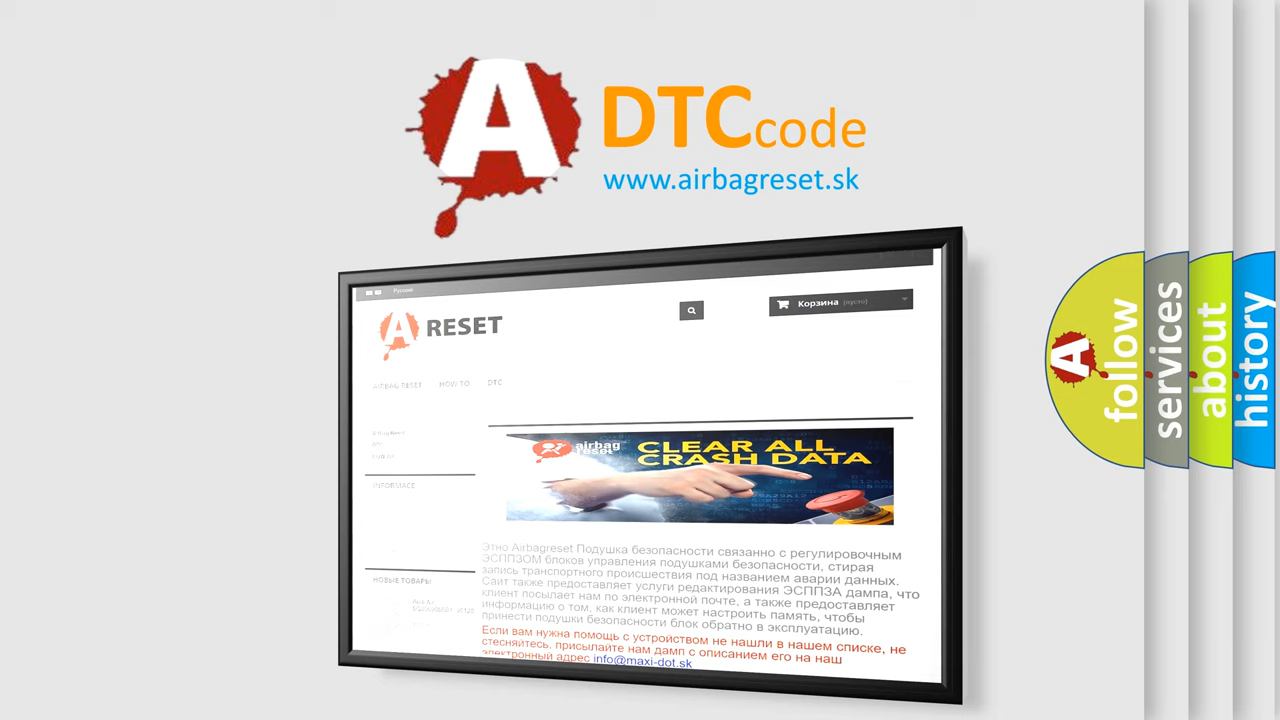 A
DTCcode
www.airbagreset.sk
Русский
A RESET
Корзина (пусто)
AIRBAG RESET HOW TO DTC
Airbag Reset
INFORMACE
airbag
reset
CLEAR ALL
CRASH DATA
Этно Airbagreset Подушка безопасности связанно с регулировочным
ЭСППЗОМ блоков управления подушками безопасности, стирая
запись транспортного происшествия под названием аварии данных.
Сайт также предоставляет услуги редактирования ЭСППЗА дампа, что
клиент посылает нам по электронной почте, а также предоставляет
информацию о том, как клиент может настроить память, чтобы
принести подушки безопасности блок обратно в эксплуатацию.
Если вам нужна помощь с устройством не нашли в нашем списке, не
стесняйтесь, присылайте нам дамп с описанием его на наш
электронный адрес info@maxi-dot.sk
НОВЫЕ ТОВАРЫ
A
follow
services
about
history